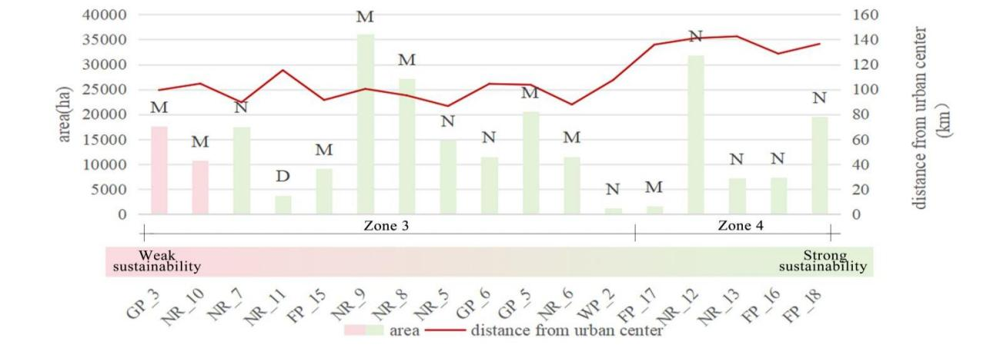 40000
35000
30000
25000
20000
15000
10000
5000
0
area(ha)
160
140
120
100
80
60
40
20
0
distance from urban center
(km)
M
M
N
D
M
M
M
N
N
M
M
N
M
N
N
N
N
Zone 3
Zone 4
Weak
sustainability
Strong
sustainability
GP_3
NR_10
NR_7
NR_11
FP_15
NR_9
NR_8
NR_5
GP_6
GP_5
NR_6
WP_2
FP_17
NR_12
NR_13
FP_16
FP_18
area
distance from urban center